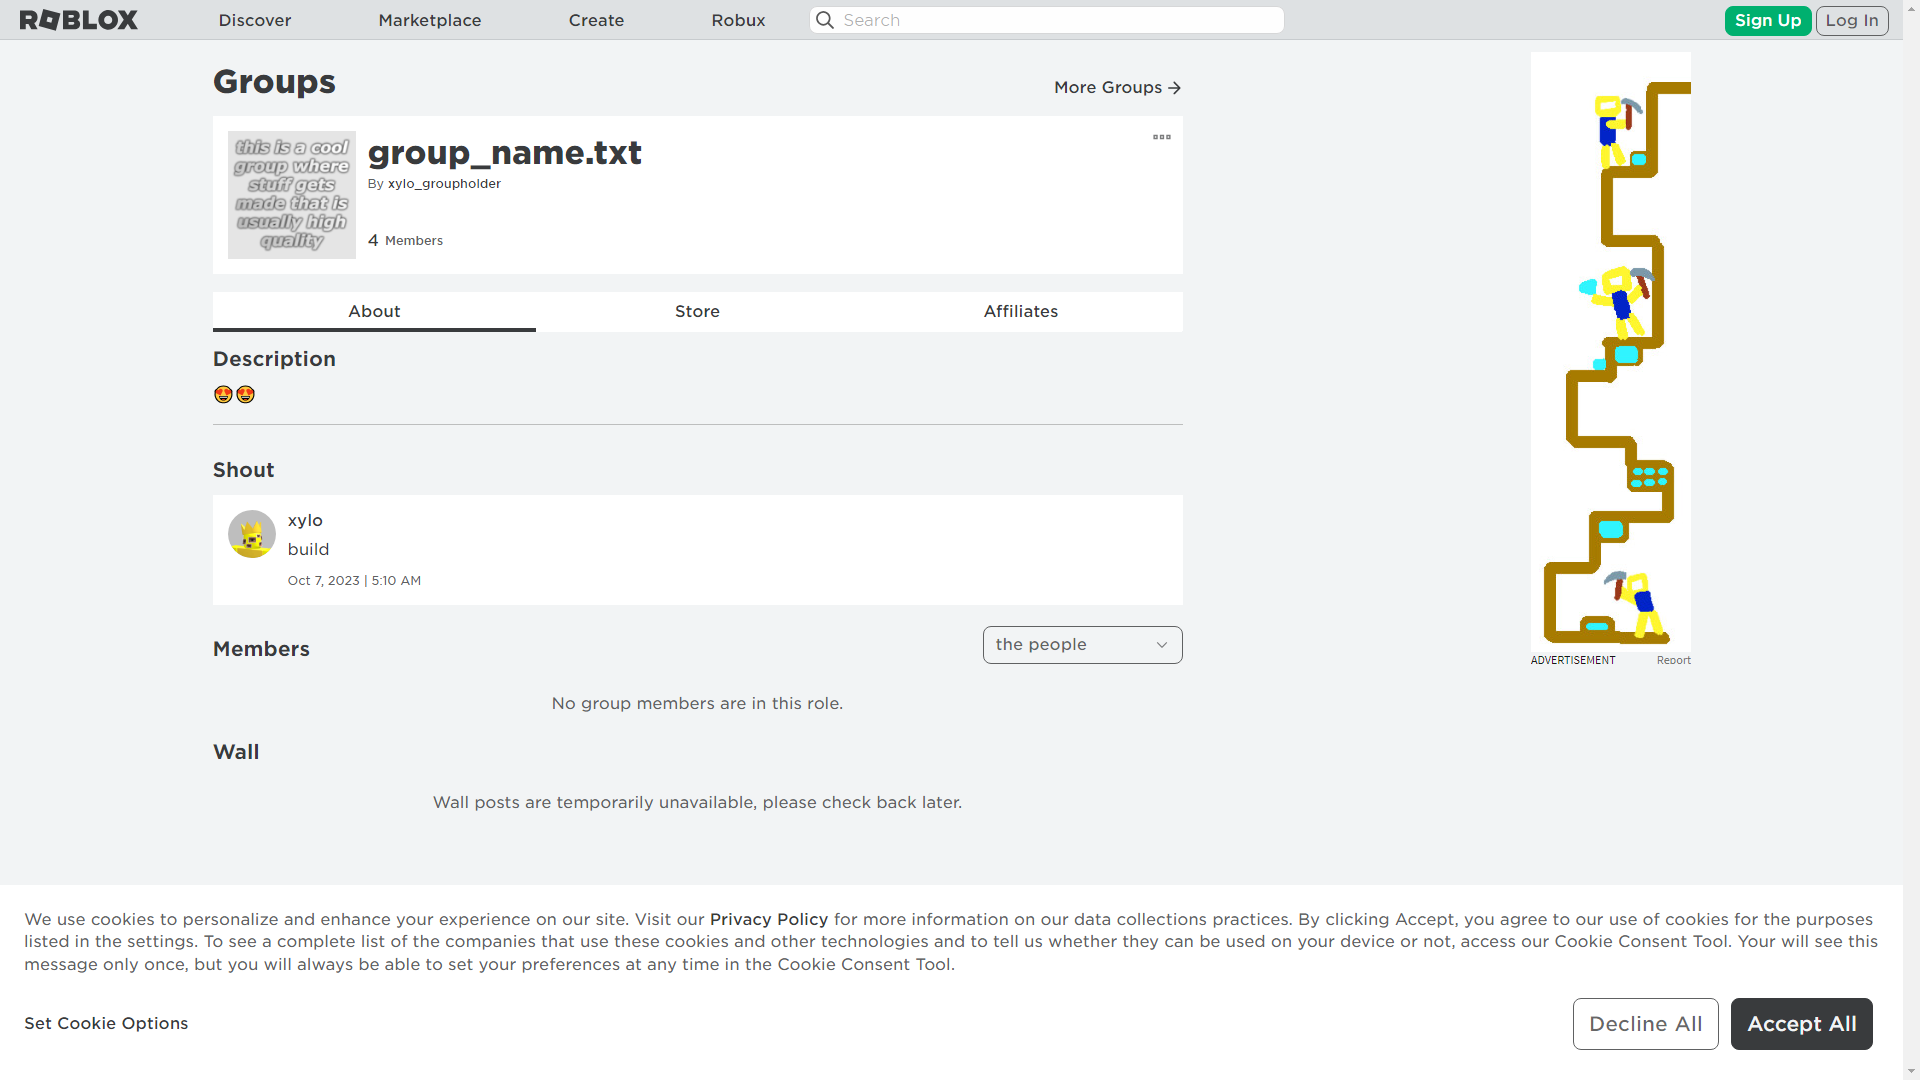 ROBLOX
Discover
Marketplace
Create
Robux
Search
Sign Up
Log In
Groups
More Groups
this is a cool
group where
stuff gets
made that is
usually high
quality
group_name.txt
By xylo_groupholder
4 Members
About
Store
Affiliates
Description
😍😍
Shout
xylo
build
Oct 7, 2023 | 5:10 AM
Members
the people
No group members are in this role.
Wall
Wall posts are temporarily unavailable, please check back later.
ADVERTISEMENT
Report
We use cookies to personalize and enhance your experience on our site. Visit our Privacy Policy for more information on our data collections practices. By clicking Accept, you agree to our use of cookies for the purposes
listed in the settings. To see a complete list of the companies that use these cookies and other technologies and to tell us whether they can be used on your device or not, access our Cookie Consent Tool. Your will see this
message only once, but you will always be able to set your preferences at any time in the Cookie Consent Tool.
Set Cookie Options
Decline All
Accept All